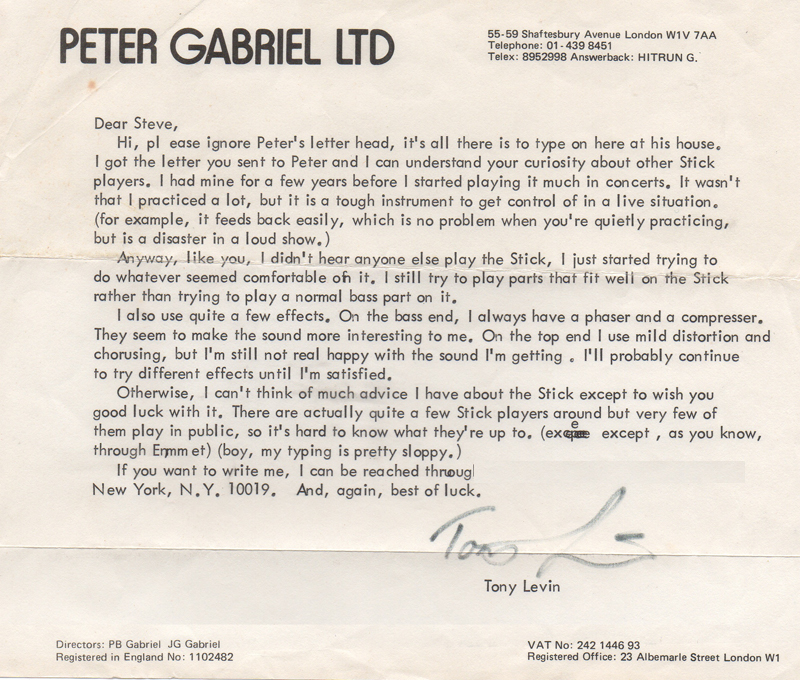 PETER GABRIEL LTD
55-59 Shaftesbury Avenue London W1V 7AA
Telephone: 01-439 8451
Telex: 8952998 Answerback: HITRUN G.
Dear Steve,
Hi, pl ease ignore Peter's letter head, it's all there is to type on here at his house.
I got the letter you sent to Peter and I can understand your curiosity about other Stick
players. I had mine for a few years before I started playing it much in concerts. It wasn't
that I practiced a lot, but it is a tough instrument to get control of in a live situation.
(for example, it feeds back easily, which is no problem when you're quietly practicing,
but is a disaster in a loud show.)
Anyway, like you, I didn't hear anyone else play the Stick, I just started trying to
do whatever seemed comfortable on it. I still try to play parts that fit well on the Stick
rather than trying to play a normal bass part on it.
I also use quite a few effects. On the bass end, I always have a phaser and a compresser.
They seem to make the sound more interesting to me. On the top end I use mild distortion and
chorusing, but I'm still not real happy with the sound I'm getting . I'll probably continue
to try different effects until I'm satisfied.
Otherwise, I can't think of much advice I have about the Stick except to wish you
good luck with it. There are actually quite a few Stick players around but very few of
them play in public, so it's hard to know what they're up to. ( except , as you know,
through Emmet) (boy, my typing is pretty sloppy.)
If you want to write me, I can be reached
New York, N.Y. 10019. And, again, best of luck.
Tony Levin
Tony Levin
Directors: PB Gabriel JG Gabriel
Registered in England No: 1102482
VAT No: 242 1446 93
Registered Office: 23 Albemarle Street London W1